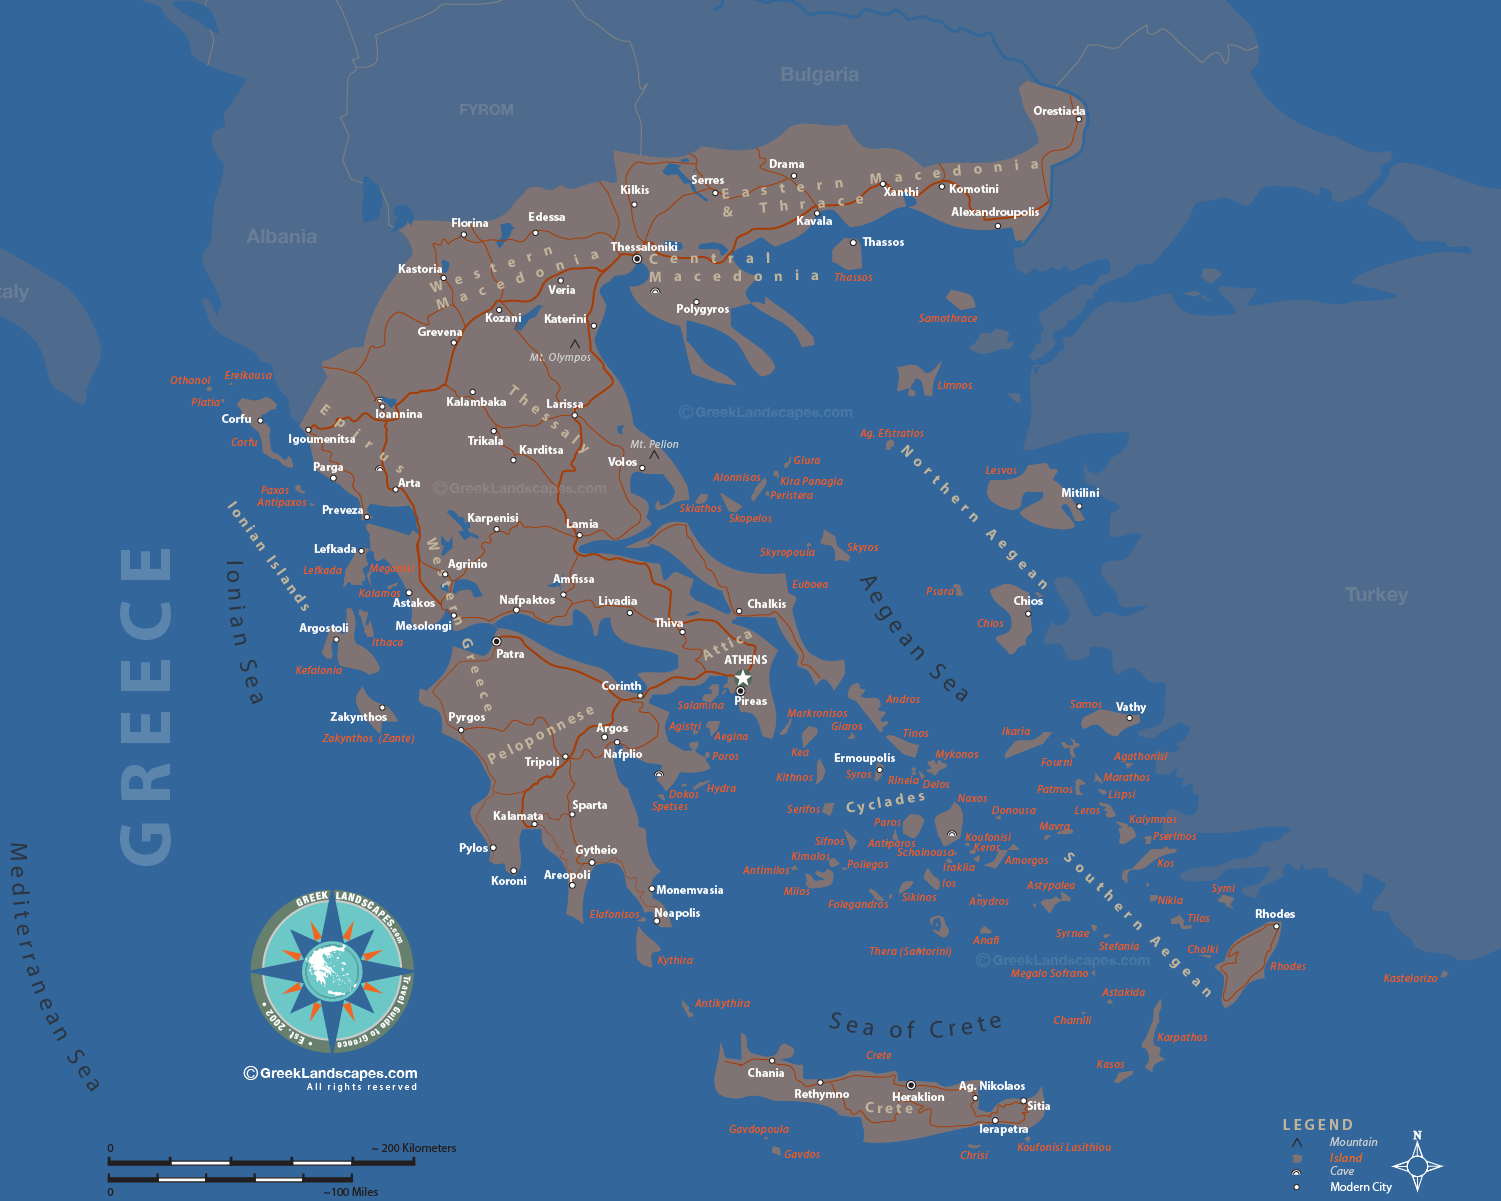 Bulgaria
FYROM
Albania
taly
Turkey
GREECE
Orestiada
Drama
Serres
Kilkis
Eastern Macedonia
& Thrace
Xanthi
Komotini
Alexandroupolis
Kavala
Florina
Edessa
Thessaloniki
Thassos
Thassos
Central
Macedonia
Western
Macedonia
Kastoria
Veria
Polygyros
Kozani
Katerini
Samothrace
Grevena
Mt. Olympos
Othonoi
Ereikousa
Platia*
Limnos
Kalambaka
Thessaly
Larissa
©GreekLandscapes.com
Corfu
Corfu
Ioannina
Epirus
Igoumenitsa
Trikala
Karditsa
Mt. Pelion
Volos
Ag. Efstratios
Northern Aegean
Parga
Arta
©GreekLandscapes.com
Alonnisos
Giura
Kira Panagia
Peristera
Lesvos
Mitilini
Paxos
Antipaxos
Preveza
Ionian Islands
Skiathos
Skopelos
Karpenisi
Lamia
Lefkada
Lefkada
Meganisi
Agrinio
Skyropoula
Skyros
Ionian Sea
Kalamos
Astakos
Western Greece
Amfissa
Euboea
Aegean Sea
Psara
Chios
Chios
Nafpaktos
Livadia
Chalkis
Argostoli
Mesolongi
Thiva
Ithaca
Patra
Attica
ATHENS
Kefalonia
Corinth
Pireas
Salamina
Andros
Samos
Vathy
Zakynthos
Zakynthos (Zante)
Pyrgos
Peloponnese
Argos
Nafplio
Agistri
Aegina
Markronisos
Giaros
Tinos
Ikaria
Tripoli
Poros
Kea
Ermoupolis
Mykonos
Fourni
Agathonisi
Kithnos
Syros
Rineia
Delos
Marathos
Patmos
Lispsi
Hydra
Dokos
Spetses
Kalamata
Sparta
Serifos
Cyclades
Naxos
Donousa
Leros
Kalymnos
Paros
Mavra
Pserimos
Pylos
Gytheio
Sifnos
Antiparos
Koufonisi
Schoinousa
Keros
Kimolos
Poliegos
Iraklia
Amorgos
Kos
Koroni
Areopoli
Antimilos
Milos
Ios
Astypalea
Southern Aegean
Symi
Monemvasia
Folegandros
Sikinos
Anydros
Nikia
Elafonisos
Neapolis
Tilos
Rhodes
Anafi
Syrnae
Stefania
Thera (Santorini)
Chalki
Kythira
©GreekLandscapes.com
Megalo Sofrano
Rhodes
Kastelorizo
Mediterranean Sea
Antikythira
Astakida
Sea of Crete
Chamili
Karpathos
Crete
Kasos
Chania
Rethymno
Heraklion
Ag. Nikolaos
Crete
Sitia
Ierapetra
Gavdopoula
Gavdos
Chrisi
Koufonisi Lasithiou
GREEK LANDSCAPES.com
Travel Guide to Greece
• Est. 2002 •
©GreekLandscapes.com
All rights reserved
0
~ 200 Kilometers
0
~100 Miles
LEGEND
Mountain
Island
Cave
Modern City
N